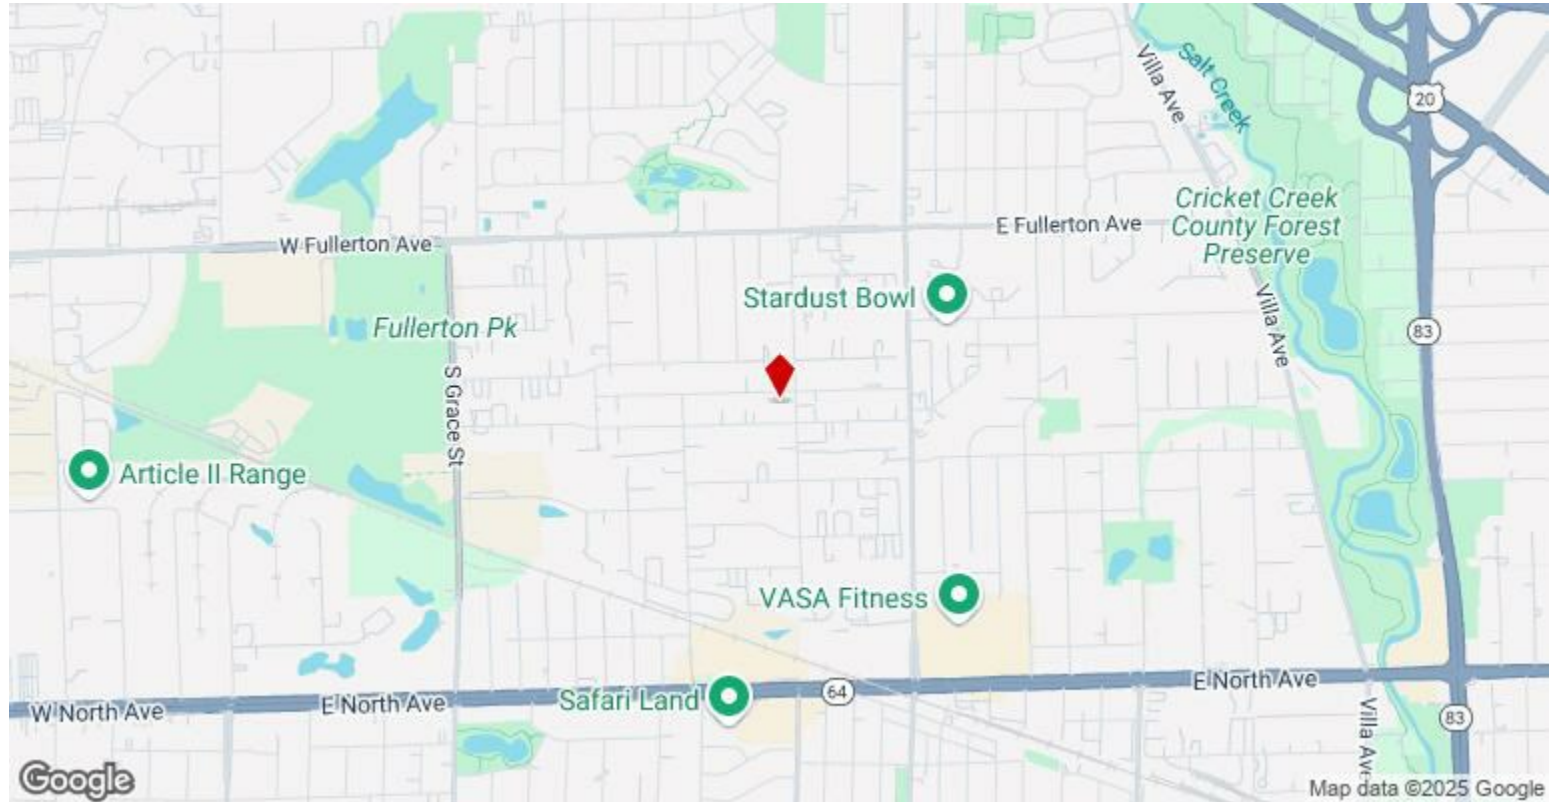 Villa Ave
Salt Creek
20
Cricket Creek
County Forest
Preserve
W Fullerton Ave
E Fullerton Ave
Stardust Bowl
Villa Ave
Fullerton Pk
83
S Grace St
Article II Range
VASA Fitness
E North Ave
64
Safari Land
E North Ave
W North Ave
Villa Ave
83
Google
Map data ©2025 Google